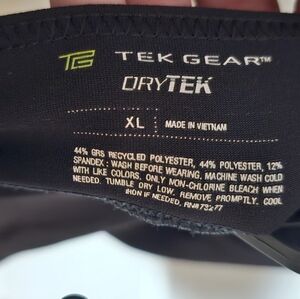 TEK GEAR™
DRYTEK
XL MADE IN VIETNAM
44% GRS RECYCLED POLYESTER, 44% POLYESTER, 12%
SPANDEX : WASH BEFORE WEARING, MACHINE WASH COLD
WITH LIKE COLORS. ONLY NON-CHLORINE BLEACH WHEN
NEEDED. TUMBLE DRY LOW. REMOVE PROMPTLY. COOL
IRON IF NEEDED. RN#73277